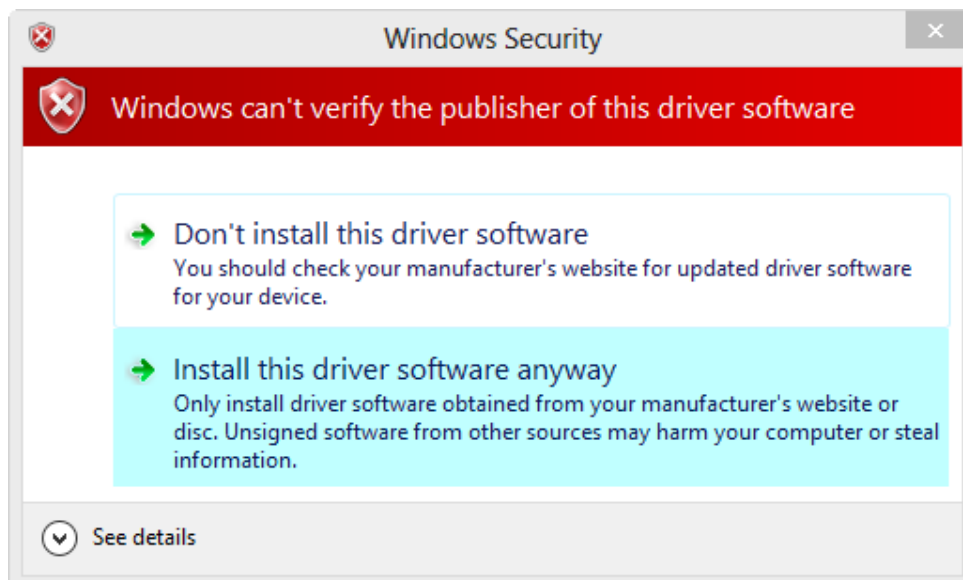 Windows Security
Windows can't verify the publisher of this driver software
Don't install this driver software
You should check your manufacturer's website for updated driver software
for your device.
Install this driver software anyway
Only install driver software obtained from your manufacturer's website or
disc. Unsigned software from other sources may harm your computer or steal
information.
See details